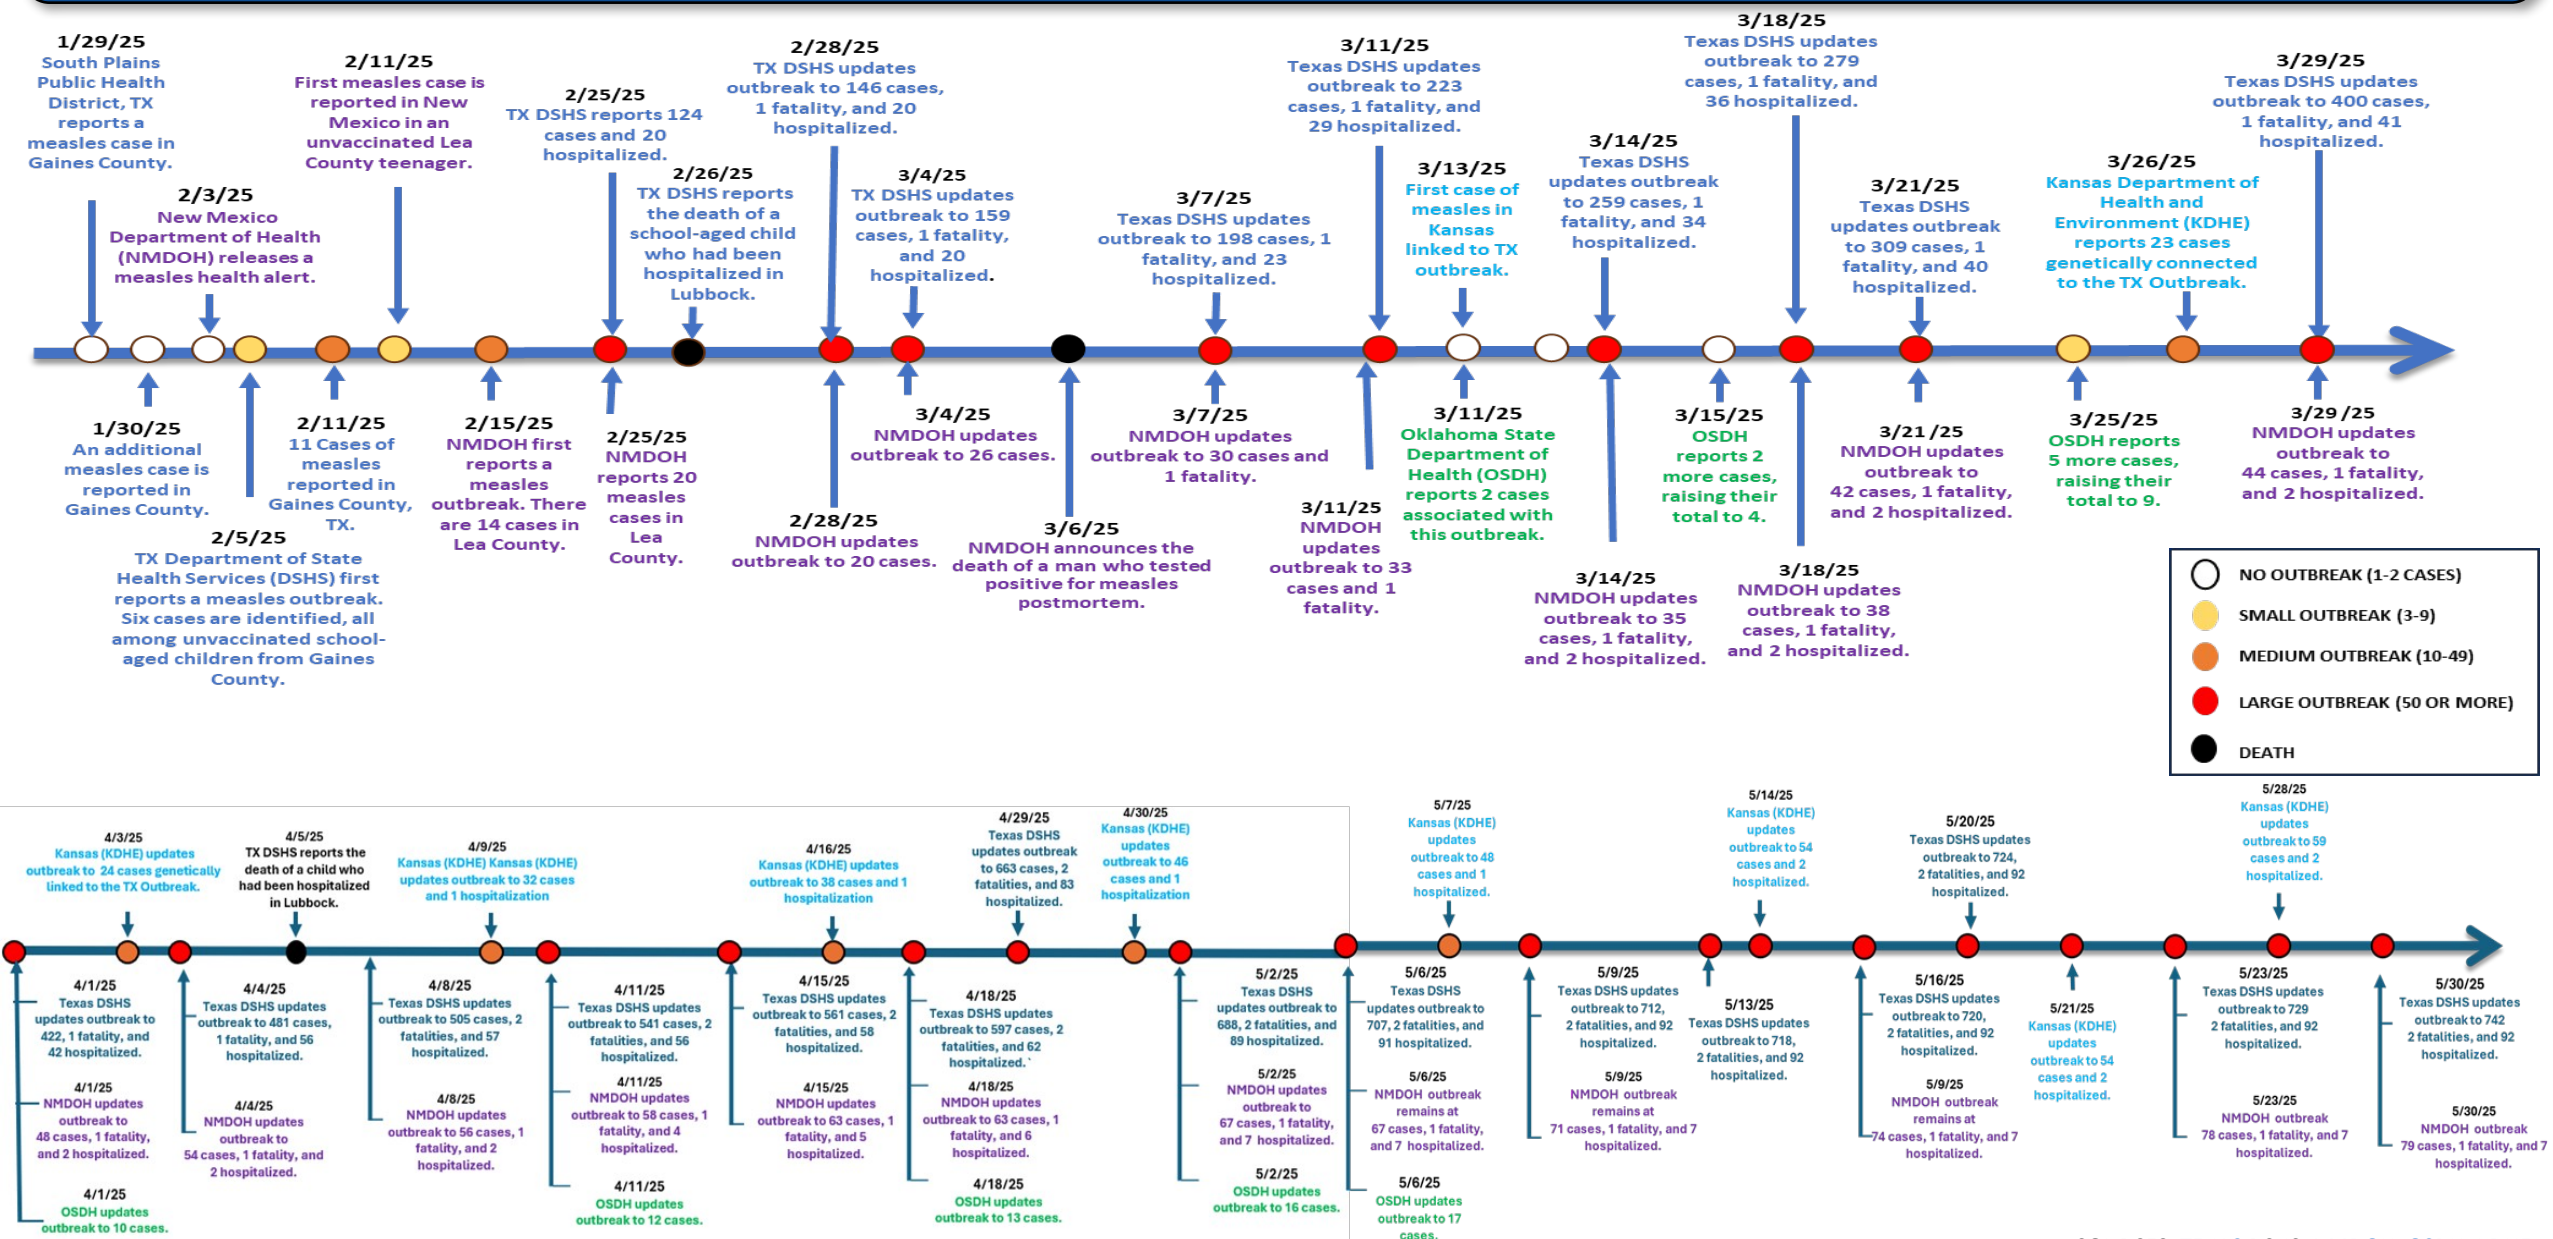 1/29/25
South Plains
Public Health
District, TX
reports a
measles case in
Gaines County.
2/3/25
New Mexico
Department of Health
(NMDOH) releases a
measles health alert.
2/11/25
First measles case is
reported in New
Mexico in an
unvaccinated Lea
County teenager.
2/25/25
TX DSHS reports 124
cases and 20
hospitalized.
2/26/25
TX DSHS reports
the death of a
school-aged child
who had been
hospitalized in
Lubbock.
2/28/25
TX DSHS updates
outbreak to 146 cases,
1 fatality, and 20
hospitalized.
3/4/25
TX DSHS updates
outbreak to 159
cases, 1 fatality,
and 20
hospitalized.
3/7/25
Texas DSHS updates
outbreak to 198 cases, 1
fatality, and 23
hospitalized.
3/11/25
Texas DSHS updates
outbreak to 223
cases, 1 fatality, and
29 hospitalized.
3/13/25
First case of
measles in
Kansas
linked to TX
outbreak.
3/14/25
Texas DSHS
updates outbreak
to 259 cases, 1
fatality, and 34
hospitalized.
3/18/25
Texas DSHS updates
outbreak to 279
cases, 1 fatality, and
36 hospitalized.
3/21/25
Texas DSHS
updates outbreak
to 309 cases, 1
fatality, and 40
hospitalized.
3/26/25
Kansas Department of
Health and
Environment (KDHE)
reports 23 cases
genetically connected
to the TX Outbreak.
3/29/25
Texas DSHS updates
outbreak to 400 cases,
1 fatality, and 41
hospitalized.
1/30/25
An additional
measles case is
reported in
Gaines County.
2/5/25
TX Department of State
Health Services (DSHS) first
reports a measles outbreak.
Six cases are identified, all
among unvaccinated school-
aged children from Gaines
County.
2/11/25
11 Cases of
measles
reported in
Gaines County,
TX.
2/15/25
NMDOH first
reports a
measles
outbreak. There
are 14 cases in
Lea County.
2/25/25
NMDOH
reports 20
measles
cases in
Lea
County.
2/28/25
NMDOH updates
outbreak to 20 cases.
3/4/25
NMDOH updates
outbreak to 26 cases.
3/6/25
NMDOH announces the
death of a man who tested
positive for measles
postmortem.
3/7/25
NMDOH updates
outbreak to 30 cases and
1 fatality.
3/11/25
NMDOH
updates
outbreak to 33
cases and 1
fatality.
3/11/25
Oklahoma State
Department of
Health (OSDH)
reports 2 cases
associated with
this outbreak.
3/14/25
NMDOH updates
outbreak to 35
cases, 1 fatality,
and 2 hospitalized.
3/15/25
OSDH
reports 2
more cases,
raising their
total to 4.
3/18/25
NMDOH updates
outbreak to 38
cases, 1 fatality,
and 2 hospitalized.
3/21/25
NMDOH updates
outbreak to
42 cases, 1 fatality,
and 2 hospitalized.
3/25/25
OSDH reports
5 more cases,
raising their
total to 9.
3/29/25
NMDOH updates
outbreak to
44 cases, 1 fatality,
and 2 hospitalized.
NO OUTBREAK (1-2 CASES)
SMALL OUTBREAK (3-9)
MEDIUM OUTBREAK (10-49)
LARGE OUTBREAK (50 OR MORE)
DEATH
4/3/25
Kansas (KDHE) updates
outbreak to 24 cases genetically
linked to the TX Outbreak.
4/5/25
TX DSHS reports the
death of a child who
had been hospitalized
in Lubbock.
4/9/25
Kansas (KDHE) Kansas (KDHE)
updates outbreak to 32 cases
and 1 hospitalization
4/16/25
Kansas (KDHE) updates
outbreak to 38 cases and 1
hospitalization
4/29/25
Texas DSHS
updates outbreak
to 663 cases, 2
fatalities, and 83
hospitalized.
4/30/25
Kansas (KDHE)
updates
outbreak to 46
cases and 1
hospitalization
5/7/25
Kansas (KDHE)
updates
outbreak to 48
cases and 1
hospitalized.
5/14/25
Kansas (KDHE)
updates
outbreak to 54
cases and 2
hospitalized.
5/20/25
Texas DSHS updates
outbreak to 724,
2 fatalities, and 92
hospitalized.
5/28/25
Kansas (KDHE)
updates
outbreak to 59
cases and 2
hospitalized.
4/1/25
Texas DSHS
updates outbreak to
422, 1 fatality, and
42 hospitalized.
4/1/25
NMDOH updates
outbreak to
48 cases, 1 fatality,
and 2 hospitalized.
4/1/25
OSDH updates
outbreak to 10 cases.
4/4/25
Texas DSHS updates
outbreak to 481 cases,
1 fatality, and 56
hospitalized.
4/4/25
NMDOH updates
outbreak to
54 cases, 1 fatality, and
2 hospitalized.
4/8/25
Texas DSHS updates
outbreak to 505 cases, 2
fatalities, and 57
hospitalized.
4/8/25
NMDOH updates
outbreak to 56 cases, 1
fatality, and 2
hospitalized.
4/11/25
Texas DSHS updates
outbreak to 541 cases, 2
fatalities, and 56
hospitalized.
4/11/25
NMDOH updates
outbreak to 58 cases, 1
fatality, and 4
hospitalized.
4/11/25
OSDH updates
outbreak to 12 cases.
4/15/25
Texas DSHS updates
outbreak to 561 cases, 2
fatalities, and 58
hospitalized.
4/15/25
NMDOH updates
outbreak to 63 cases, 1
fatality, and 5
hospitalized.
4/18/25
Texas DSHS updates
outbreak to 597 cases, 2
fatalities, and 62
hospitalized.`
4/18/25
NMDOH updates
outbreak to 63 cases, 1
fatality, and 6
hospitalized.
4/18/25
OSDH updates
outbreak to 13 cases.
5/2/25
Texas DSHS
updates outbreak to
688, 2 fatalities, and
89 hospitalized.
5/2/25
NMDOH updates
outbreak to
67 cases, 1 fatality,
and 7 hospitalized.
5/2/25
OSDH updates
outbreak to 16 cases.
5/6/25
Texas DSHS
updates outbreak to
707, 2 fatalities, and
91 hospitalized.
5/6/25
NMDOH outbreak
remains at
67 cases, 1 fatality,
and 7 hospitalized.
5/6/25
OSDH updates
outbreak to 17
cases.
5/9/25
Texas DSHS updates
outbreak to 712,
2 fatalities, and 92
hospitalized.
5/9/25
NMDOH outbreak
remains at
71 cases, 1 fatality, and 7
hospitalized.
5/13/25
Texas DSHS updates
outbreak to 718,
2 fatalities, and 92
hospitalized.
5/16/25
Texas DSHS updates
outbreak to 720,
2 fatalities, and 92
hospitalized.
5/9/25
NMDOH outbreak
remains at
74 cases, 1 fatality, and 7
hospitalized.
5/21/25
Kansas (KDHE)
updates
outbreak to 54
cases and 2
hospitalized.
5/23/25
Texas DSHS updates
outbreak to 729
2 fatalities, and 92
hospitalized.
5/23/25
NMDOH outbreak
78 cases, 1 fatality, and 7
hospitalized.
5/30/25
Texas DSHS updates
outbreak to 742
2 fatalities, and 92
hospitalized.
5/30/25
NMDOH outbreak
79 cases, 1 fatality, and 7
hospitalized.